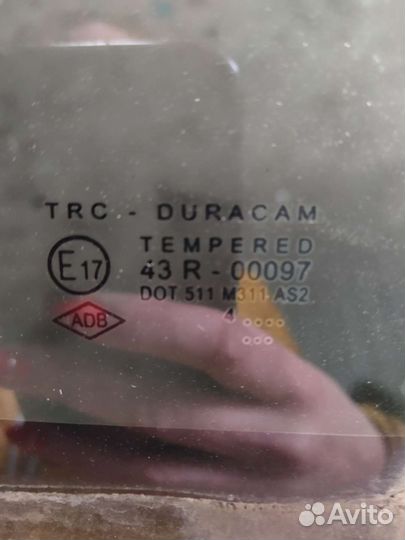 TRC - DURACAM
TEMPERED
E17
43 R - 00097
DOT 511 M311 AS2
ADB
4
Avito